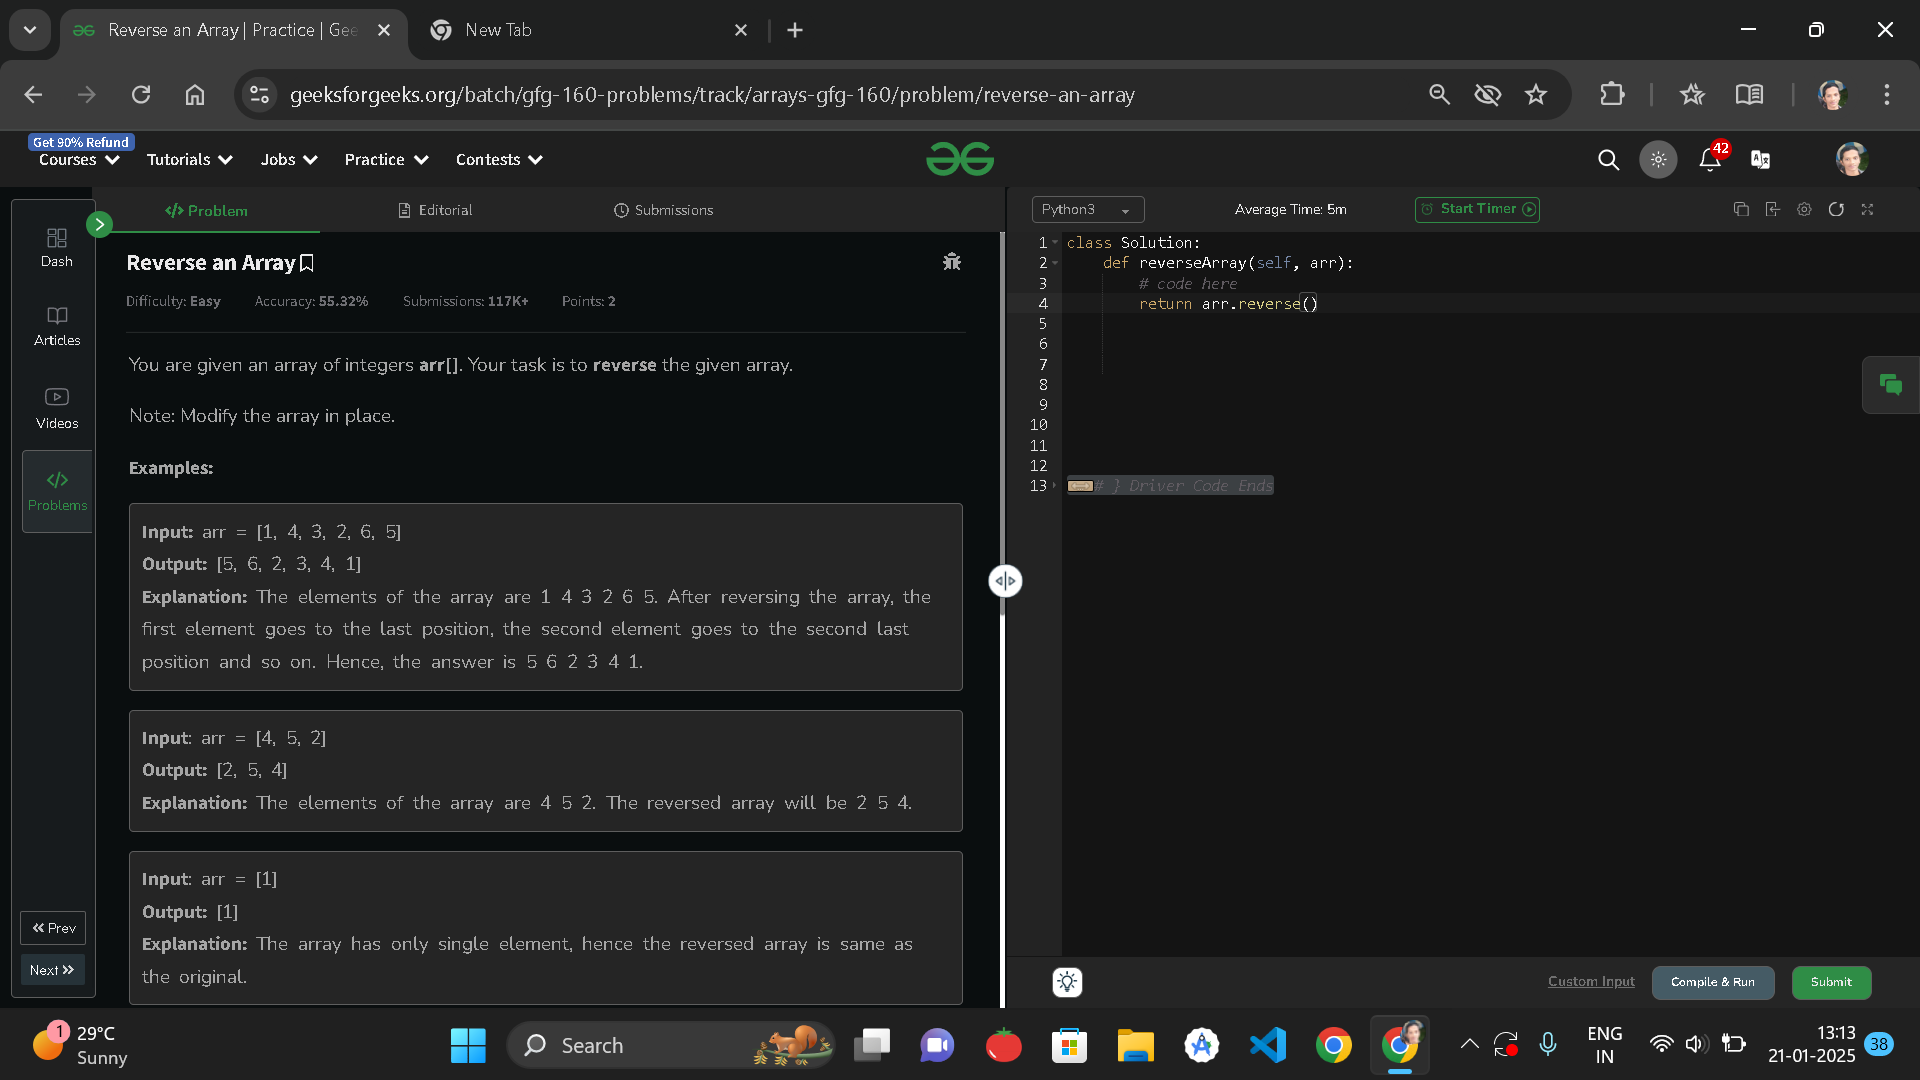 Reverse an Array | Practice | Gee
New Tab
geeksforgeeks.org/batch/gfg-160-problems/track/arrays-gfg-160/problem/reverse-an-array
Get 90% Refund
Courses
Tutorials
Jobs
Practice
Contests
42
Dash
Articles
Videos
</>
Problems
<< Prev
Next >>
</> Problem
Editorial
Submissions
Reverse an Array
Difficulty: Easy
Accuracy: 55.32%
Submissions: 117K+
Points: 2
You are given an array of integers arr[]. Your task is to reverse the given array.
Note: Modify the array in place.
Examples:
Input: arr = [1, 4, 3, 2, 6, 5]
Output: [5, 6, 2, 3, 4, 1]
Explanation: The elements of the array are 1 4 3 2 6 5. After reversing the array, the
first element goes to the last position, the second element goes to the second last
position and so on. Hence, the answer is 5 6 2 3 4 1.
Input: arr = [4, 5, 2]
Output: [2, 5, 4]
Explanation: The elements of the array are 4 5 2. The reversed array will be 2 5 4.
Input: arr = [1]
Output: [1]
Explanation: The array has only single element, hence the reversed array is same as
the original.
Python3
Average Time: 5m
Start Timer
1 class Solution:
2 def reverseArray(self, arr):
3 # code here
4 return arr.reverse()
5
6
7
8
9
10
11
12
13 # } Driver Code Ends
Custom Input
Compile & Run
Submit
1
29°C
Sunny
Search
ENG
IN
13:13
21-01-2025
38